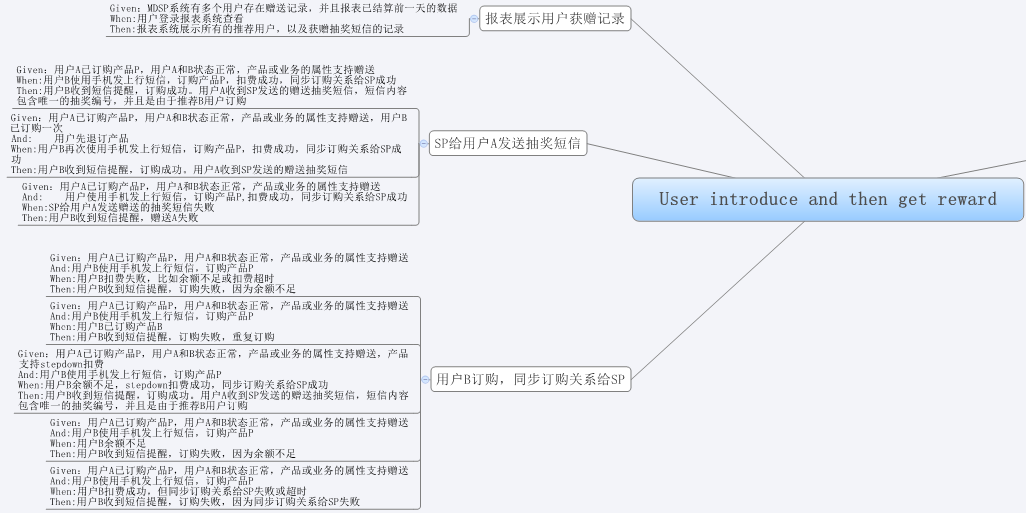 Given: MDSP系统有多个用户存在赠送记录，并且报表已结算前一天的数据
When:用户登录报表系统查看
Then:报表系统展示所有的推荐用户，以及获赠抽奖短信的记录
报表展示用户获赠记录
Given: 用户A已订购产品P，用户A和B状态正常，产品或业务的属性支持赠送
When:用户B使用手机发上行短信，订购产品P，扣费成功，同步订购关系给SP成功
Then:用户B收到短信提醒，订购成功。用户A收到SP发送的赠送抽奖短信，短信内容
包含唯一的抽奖编号，并且是由于推荐B用户订购
Given: 用户A已订购产品P，用户A和B状态正常，产品或业务的属性支持赠送，用户B
已订购一次
And: 用户先退订产品
When:用户B再次使用手机发上行短信，订购产品P，扣费成功，同步订购关系给SP成
功
Then:用户B收到短信提醒，订购成功。用户A收到SP发送的赠送抽奖短信
Given: 用户A已订购产品P，用户A和B状态正常，产品或业务的属性支持赠送
And: 用户使用手机发上行短信，订购产品P,扣费成功，同步订购关系给SP成功
When:SP给用户A发送赠送的抽奖短信失败
Then:用户B收到短信提醒，赠送A失败
SP给用户A发送抽奖短信
User introduce and then get reward
Given: 用户A已订购产品P，用户A和B状态正常，产品或业务的属性支持赠送
And:用户B使用手机发上行短信，订购产品P
When:用户B扣费失败，比如余额不足或扣费超时
Then:用户B收到短信提醒，订购失败，因为余额不足
Given: 用户A已订购产品P，用户A和B状态正常，产品或业务的属性支持赠送
And:用户B使用手机发上行短信，订购产品P
When:用户B已订购产品B
Then:用户B收到短信提醒，订购失败，重复订购
Given: 用户A已订购产品P，用户A和B状态正常，产品或业务的属性支持赠送，产品
支持stepdown扣费
And:用户B使用手机发上行短信，订购产品P
When:用户B余额不足，stepdown扣费成功，同步订购关系给SP成功
Then:用户B收到短信提醒，订购成功。用户A收到SP发送的赠送抽奖短信，短信内容
包含唯一的抽奖编号，并且是由于推荐B用户订购
Given: 用户A已订购产品P，用户A和B状态正常，产品或业务的属性支持赠送
And:用户B使用手机发上行短信，订购产品P
When:用户B余额不足
Then:用户B收到短信提醒，订购失败，因为余额不足
Given: 用户A已订购产品P，用户A和B状态正常，产品或业务的属性支持赠送
And:用户B使用手机发上行短信，订购产品P
When:用户B扣费成功，但同步订购关系给SP失败或超时
Then:用户B收到短信提醒，订购失败，因为同步订购关系给SP失败
用户B订购，同步订购关系给SP